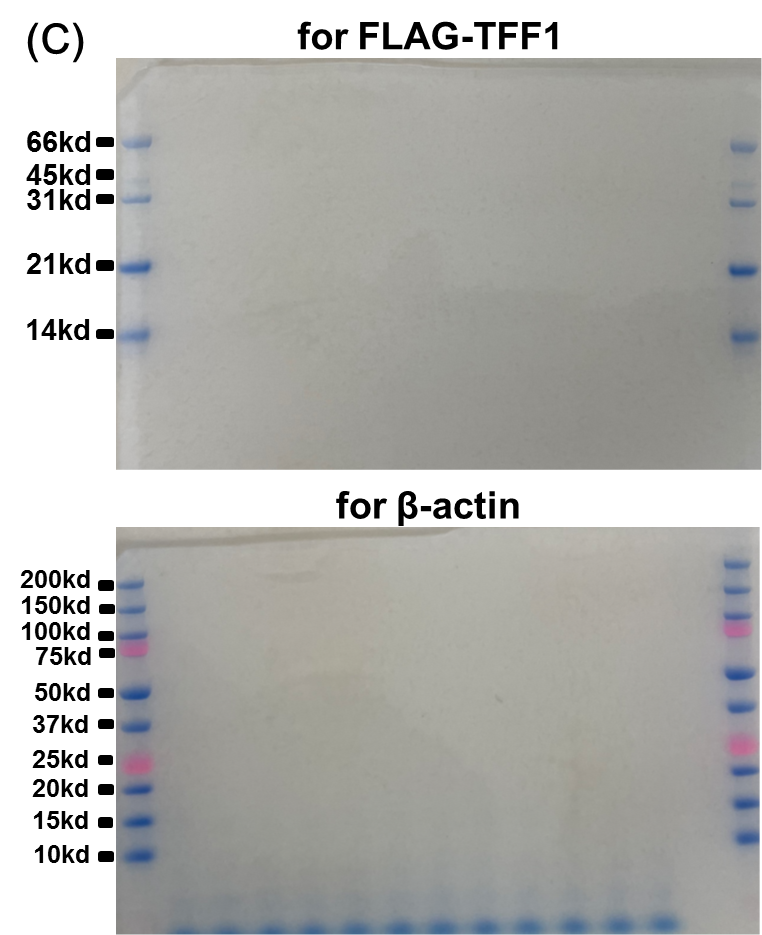 (C)
for FLAG-TFF1
66kd
45kd
31kd
21kd
14kd
for β-actin
200kd
150kd
100kd
75kd
50kd
37kd
25kd
20kd
15kd
10kd